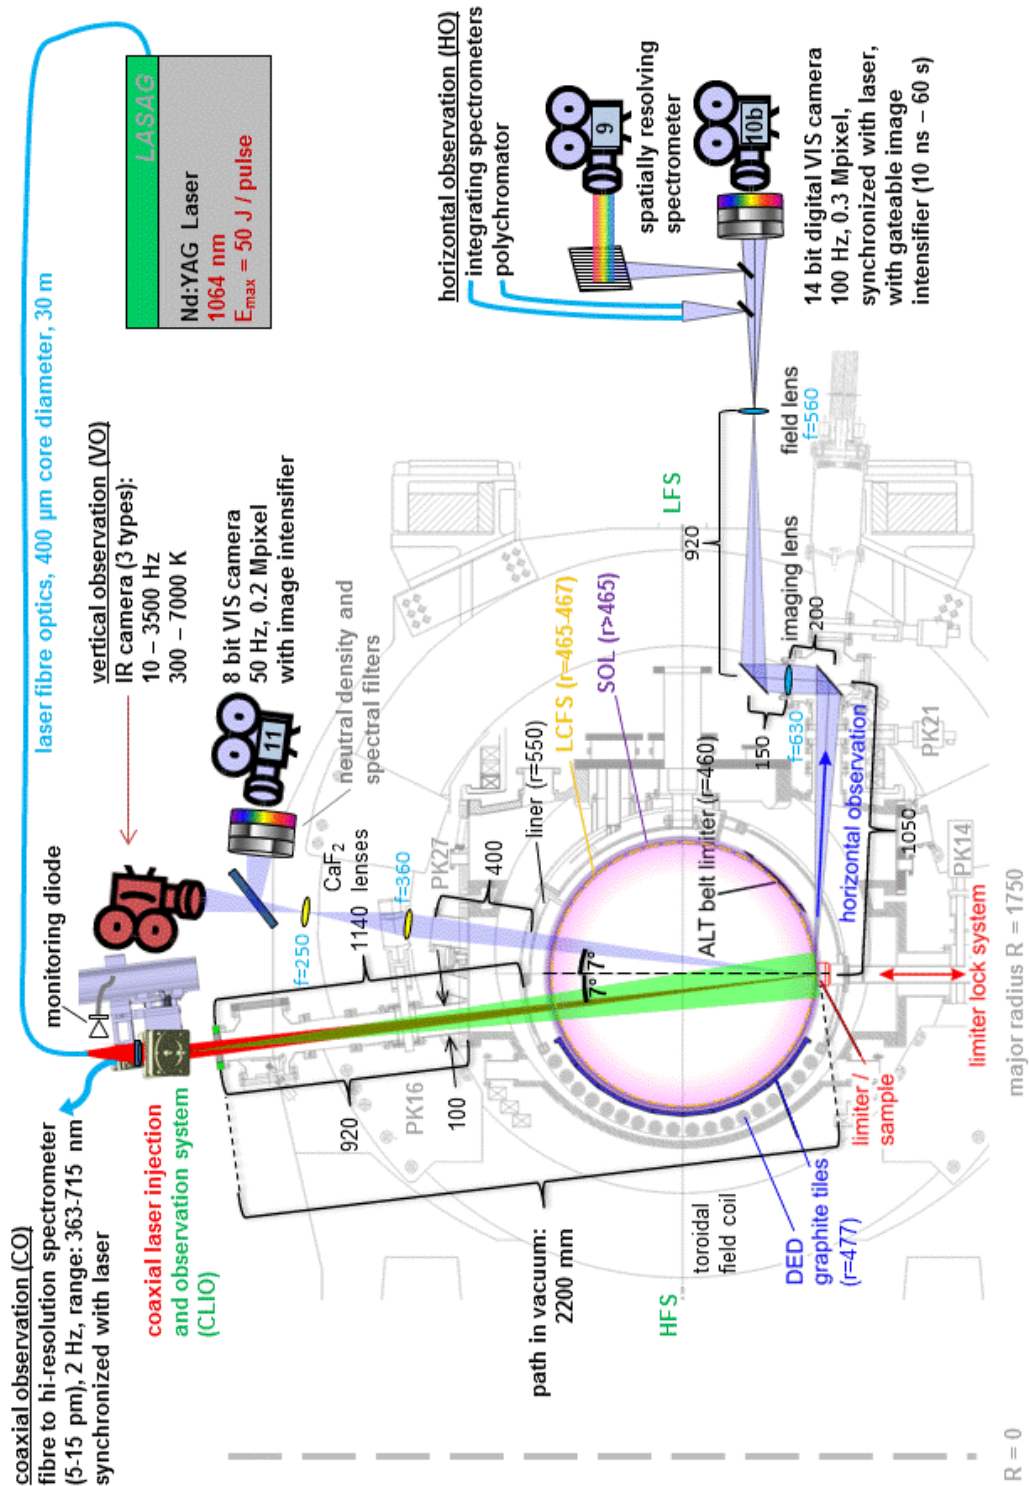 coaxial observation (CO)
fibre to hi-resolution spectrometer
(5-15 pm), 2 Hz, range: 363-715 nm
synchronized with laser
coaxial laser injection
and observation system
(CLIO)
monitoring diode
laser fibre optics, 400 µm core diameter, 30 m
vertical observation (VO)
IR camera (3 types):
10 – 3500 Hz
300 – 7000 K
LASAG
Nd:YAG Laser
1064 nm
Emax = 50 J / pulse
8 bit VIS camera
50 Hz, 0.2 Mpixel
with image intensifier
11
neutral density and
spectral filters
CaF2
lenses
f=250
f=360
1140
400
PK27
PK16
920
100
path in vacuum:
2200 mm
liner (r=550)
LCFS (r=465-467)
SOL (r>465)
ALT belt limiter (r=460)
7°
7°
toroidal
field coil
HFS
LFS
DED
graphite tiles
(r=477)
limiter /
sample
limiter lock system
horizontal observation
1050
PK14
PK21
150
f=630
200
imaging lens
920
field lens
f=560
horizontal observation (HO)
integrating spectrometers
polychromator
9
spatially resolving
spectrometer
10b
14 bit digital VIS camera
100 Hz, 0.3 Mpixel,
synchronized with laser,
with gateable image
intensifier (10 ns – 60 s)
R = 0
major radius R = 1750